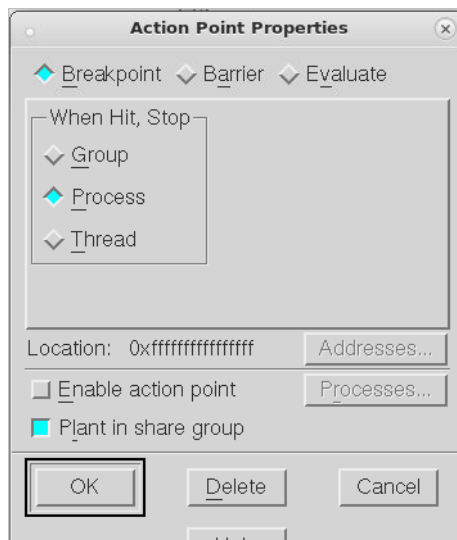 Action Point Properties
Breakpoint Barrier Evaluate
When Hit, Stop
Group
Process
Thread
Location: 0xffffffffffffffff Addresses...
Enable action point Processes...
Plant in share group
OK Delete Cancel